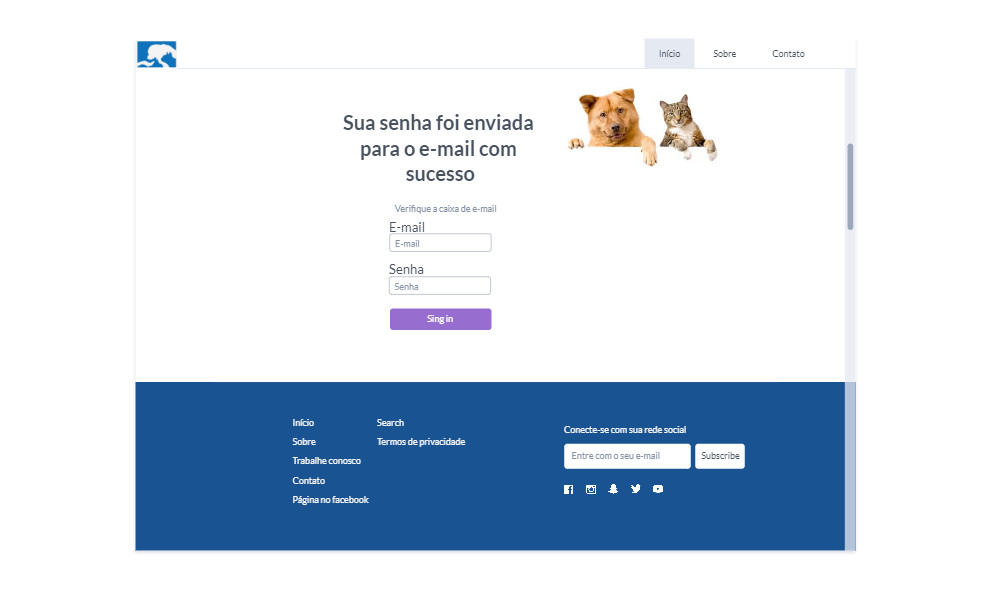 Início
Sobre
Contato
Sua senha foi enviada
para o e-mail com
sucesso
Verifique a caixa de e-mail
E-mail
E-mail
Senha
Senha
Sing in
Início
Sobre
Trabalhe conosco
Contato
Página no facebook
Search
Termos de privacidade
Conecte-se com sua rede social
Entre com o seu e-mail
Subscribe